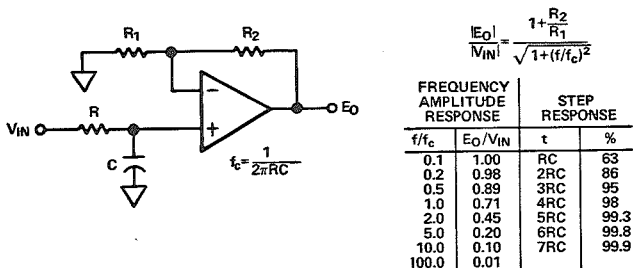 R1
R2
R
C
VIN
−
+
EO
fc= 1/2πRC
|EO|/|VIN| = 1+R2/R1 / √1+(f/fc)²
FREQUENCY AMPLITUDE RESPONSE
STEP RESPONSE
f/fc EO/VIN t %
0.1 1.00 RC 63
0.2 0.98 2RC 86
0.5 0.89 3RC 95
1.0 0.71 4RC 98
2.0 0.45 5RC 99.3
5.0 0.20 6RC 99.8
10.0 0.10 7RC 99.9
100.0 0.01